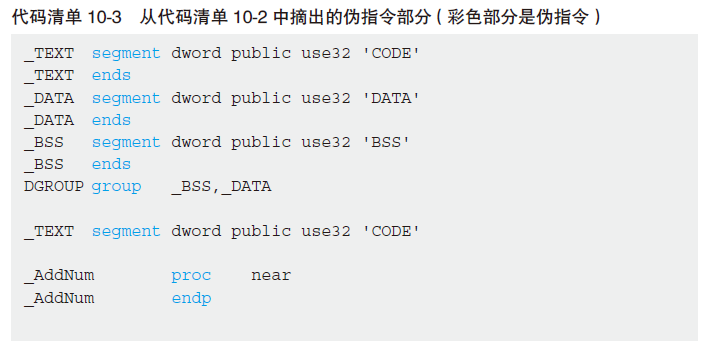 代码清单 10-3 从代码清单 10-2 中摘出的伪指令部分（彩色部分是伪指令）
_TEXT segment dword public use32 'CODE'
_TEXT ends
_DATA segment dword public use32 'DATA'
_DATA ends
_BSS segment dword public use32 'BSS'
_BSS ends
DGROUP group _BSS,_DATA
_TEXT segment dword public use32 'CODE'
_AddNum proc near
_AddNum endp